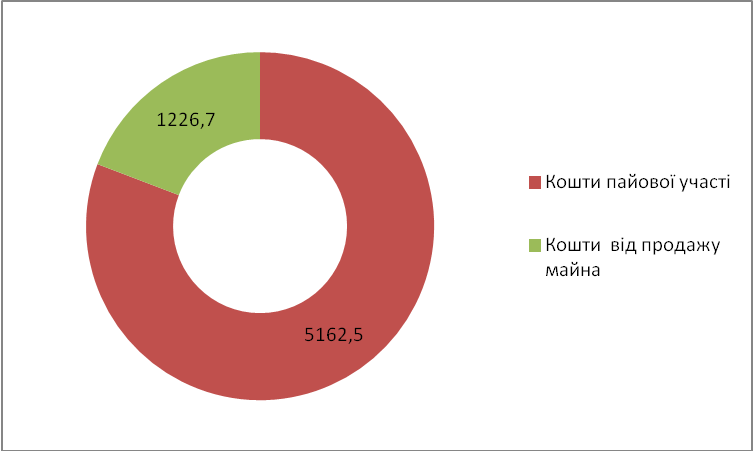 1226,7
Кошти пайової участі
Кошти від продажу
майна
5162,5